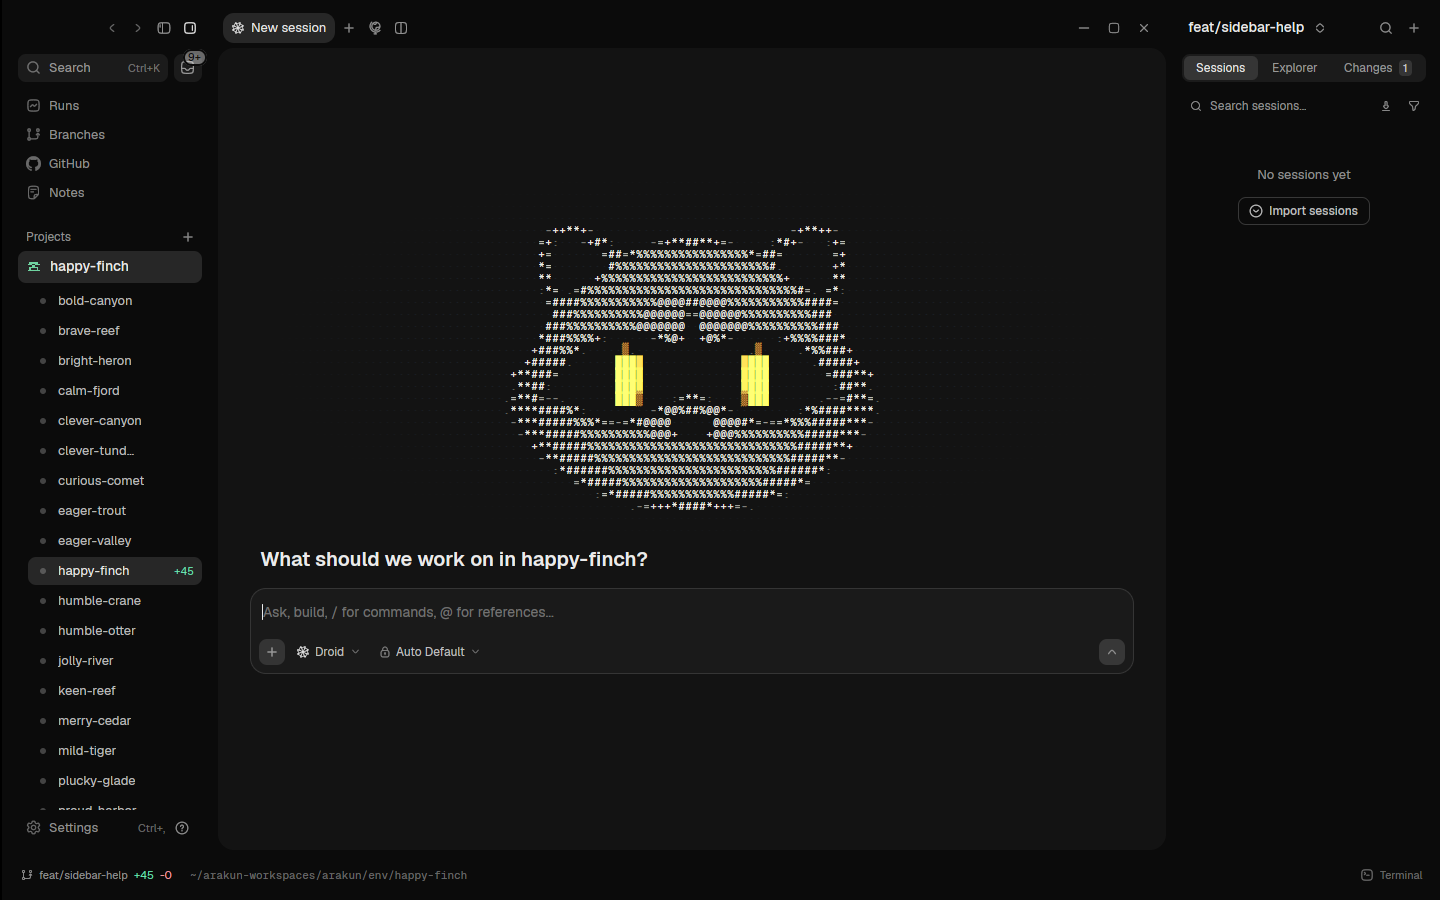 New session
feat/sidebar-help
Search
Ctrl+K
9+
Runs
Branches
GitHub
Notes
Projects
happy-finch
bold-canyon
brave-reef
bright-heron
calm-fjord
clever-canyon
clever-tund...
curious-comet
eager-trout
eager-valley
happy-finch +45
humble-crane
humble-otter
jolly-river
keen-reef
merry-cedar
mild-tiger
plucky-glade
Settings
Ctrl+,
What should we work on in happy-finch?
Ask, build, / for commands, @ for references...
Droid
Auto Default
Sessions
Explorer
Changes 1
Search sessions...
No sessions yet
Import sessions
feat/sidebar-help +45 -0
~/arakun-workspaces/arakun/env/happy-finch
Terminal